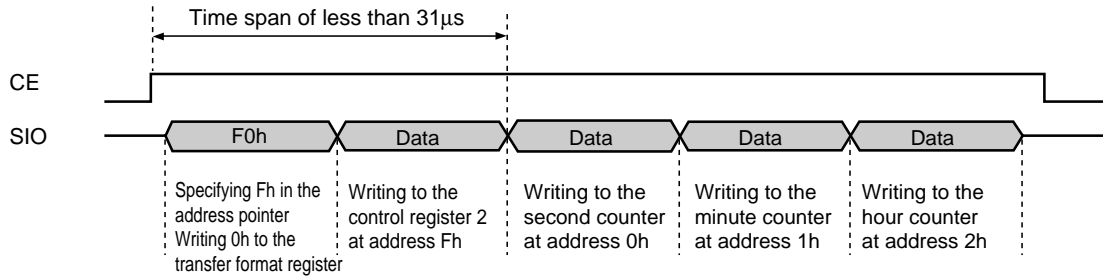 Time span of less than 31μs
CE
SIO
F0h
Data
Data
Data
Data
Specifying Fh in the
address pointer
Writing 0h to the
transfer format register
Writing to the
control register 2
at address Fh
Writing to the
second counter
at address 0h
Writing to the
minute counter
at address 1h
Writing to the
hour counter
at address 2h